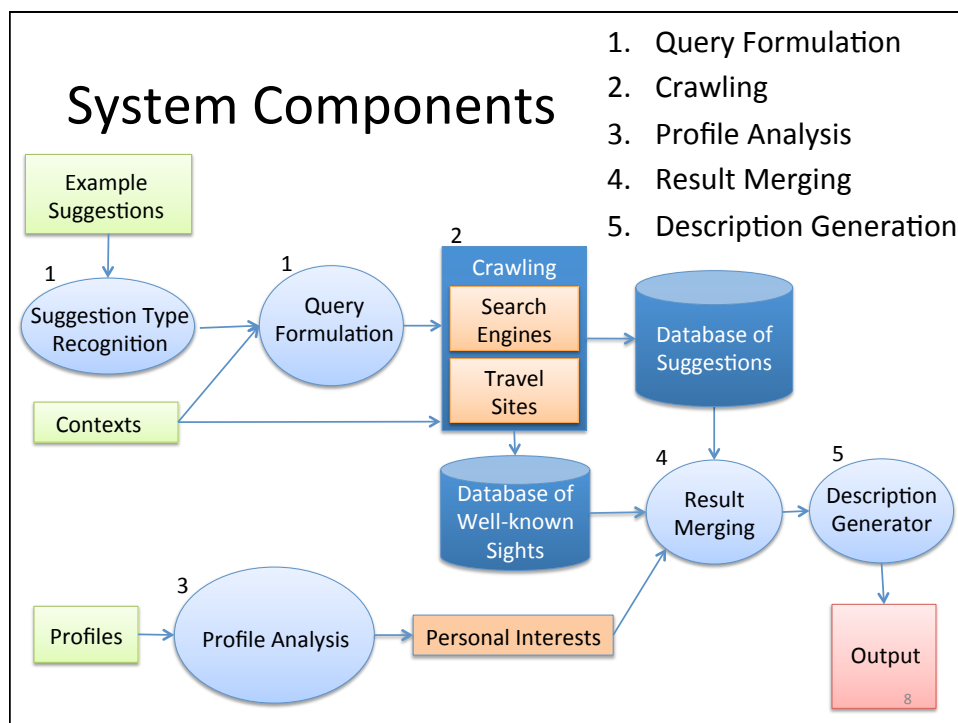 System Components
1. Query Formulation
2. Crawling
3. Profile Analysis
4. Result Merging
5. Description Generation
Example
Suggestions
1
Suggestion Type
Recognition
1
Query
Formulation
2
Crawling
Search
Engines
Travel
Sites
Database of
Suggestions
Contexts
Database of
Well-known
Sights
4
Result
Merging
5
Description
Generator
3
Profiles
Profile Analysis
Personal Interests
Output
8